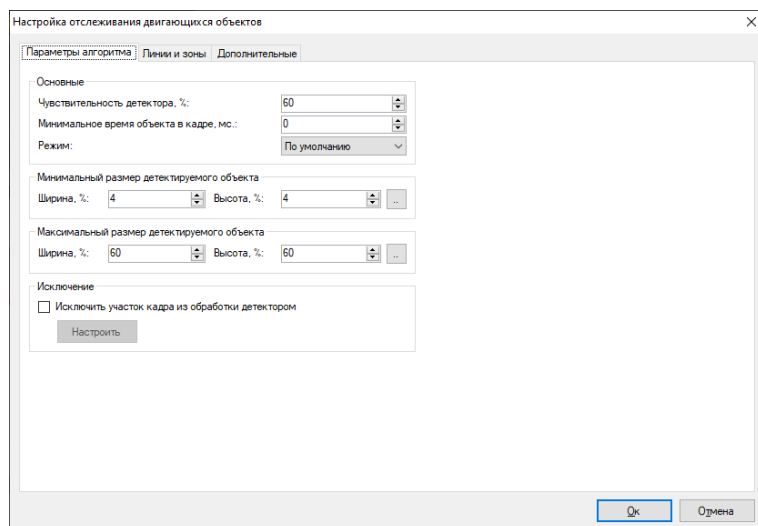 Настройка отслеживания двигающихся объектов
Параметры алгоритма Линии и зоны Дополнительные
Основные
Чувствительность детектора, %: 60
Минимальное время объекта в кадре, мс.: 0
Режим: По умолчанию
Минимальный размер детектируемого объекта
Ширина, %: 4 Высота, %: 4 ..
Максимальный размер детектируемого объекта
Ширина, %: 60 Высота, %: 60 ..
Исключение
Исключить участок кадра из обработки детектором
Настроить
Ок Отмена